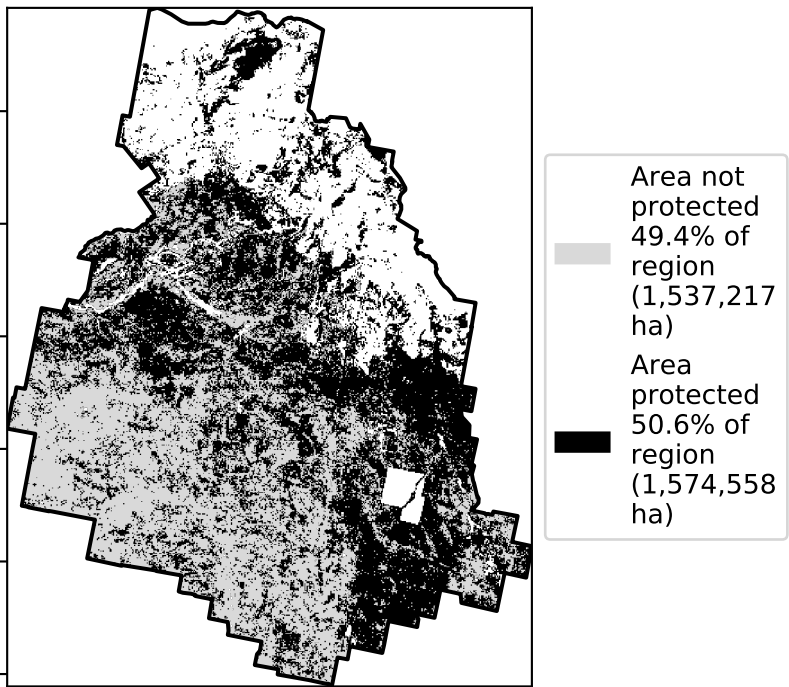 Area not
protected
49.4% of
region
(1,537,217
ha)
Area
protected
50.6% of
region
(1,574,558
ha)